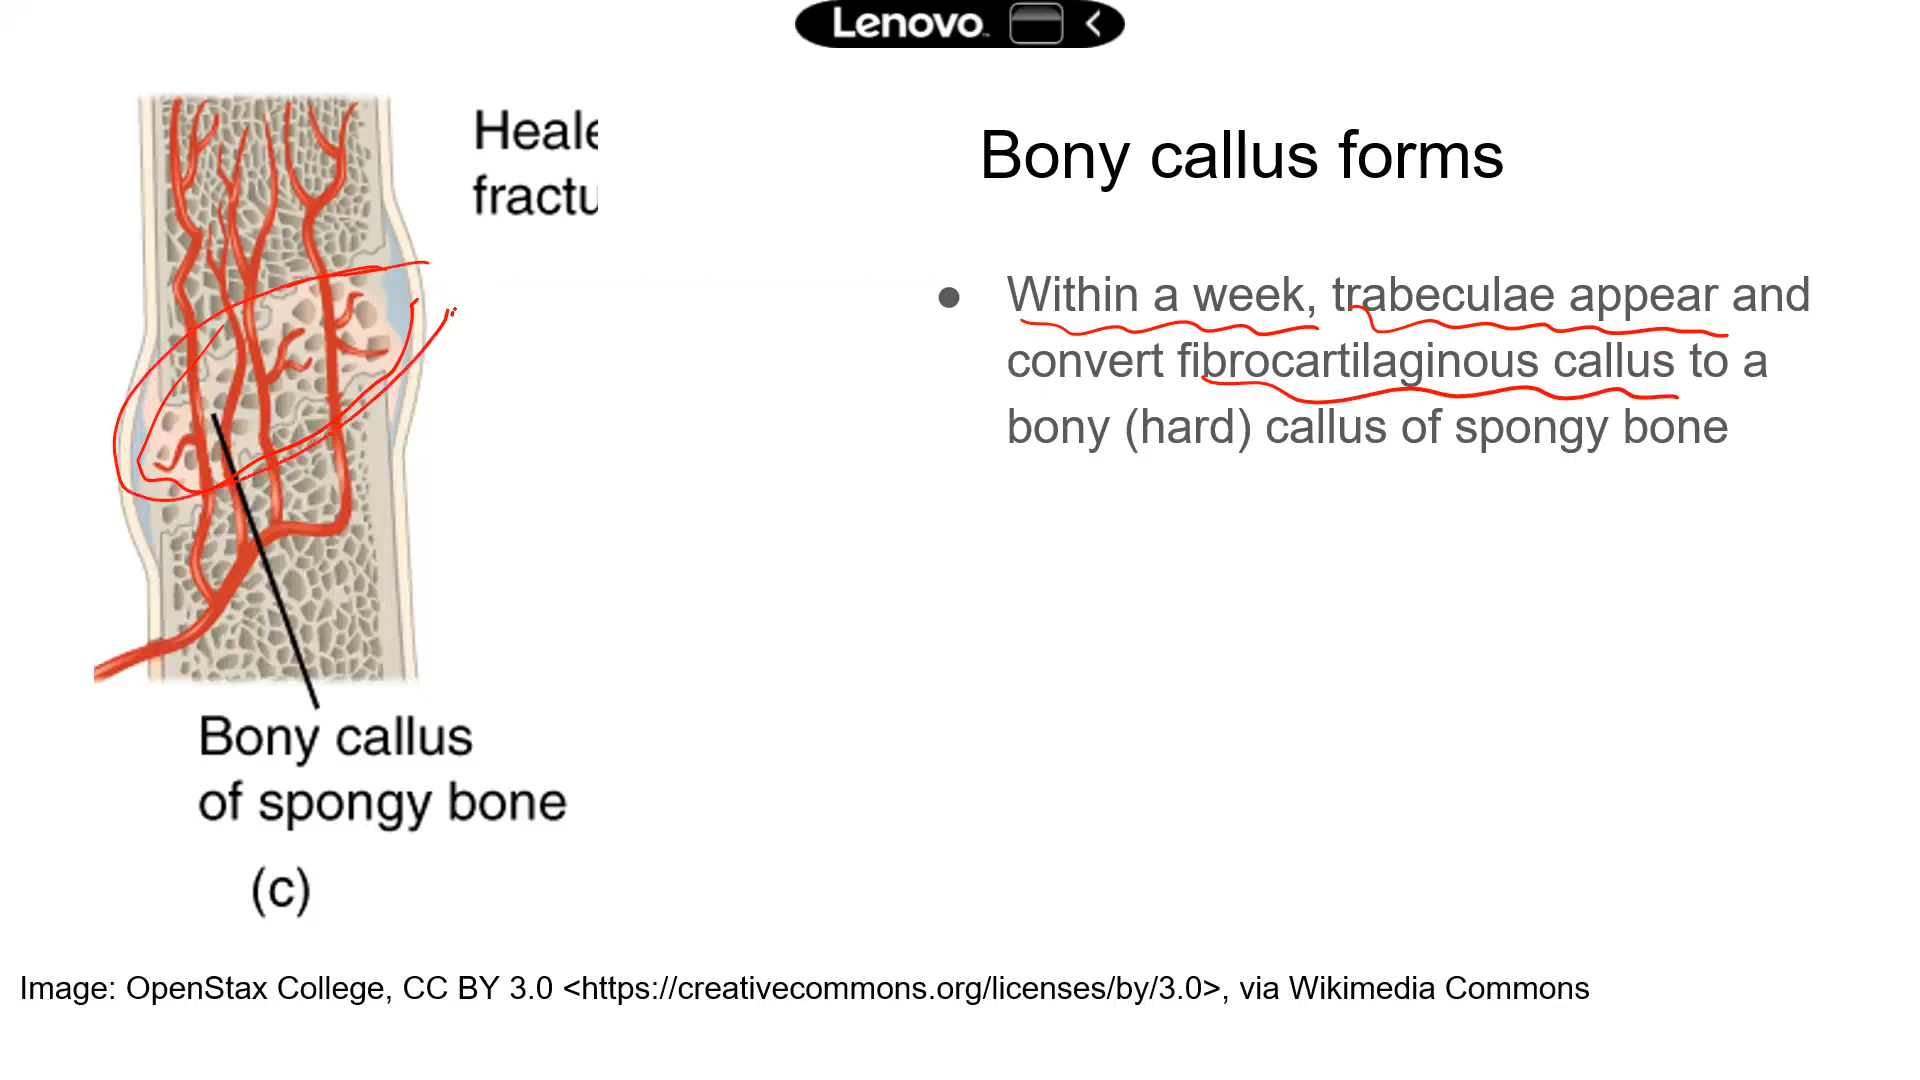 Lenovo
Heale
fractu
Bony callus forms
● Within a week, trabeculae appear and
convert fibrocartilaginous callus to a
bony (hard) callus of spongy bone
Bony callus
of spongy bone
(c)
Image: OpenStax College, CC BY 3.0 <https://creativecommons.org/licenses/by/3.0>, via Wikimedia Commons